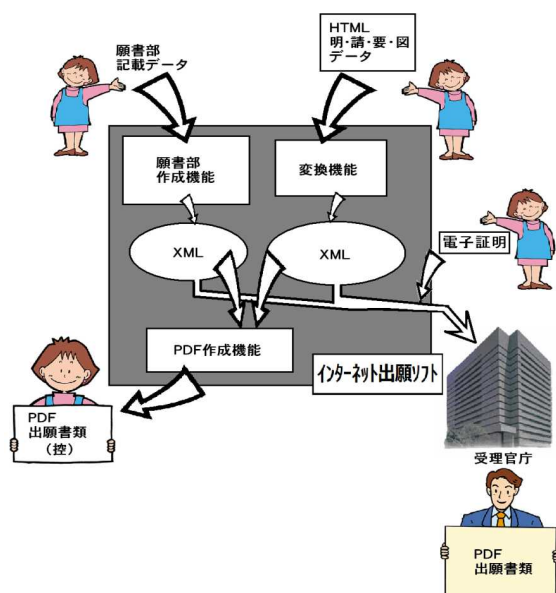 願書部
記載データ
HTML
明・請・要・図
データ
願書部
作成機能
変換機能
XML
XML
電子証明
PDF作成機能
インターネット出願ソフト
PDF
出願書類
(控)
受理官庁
PDF
出願書類